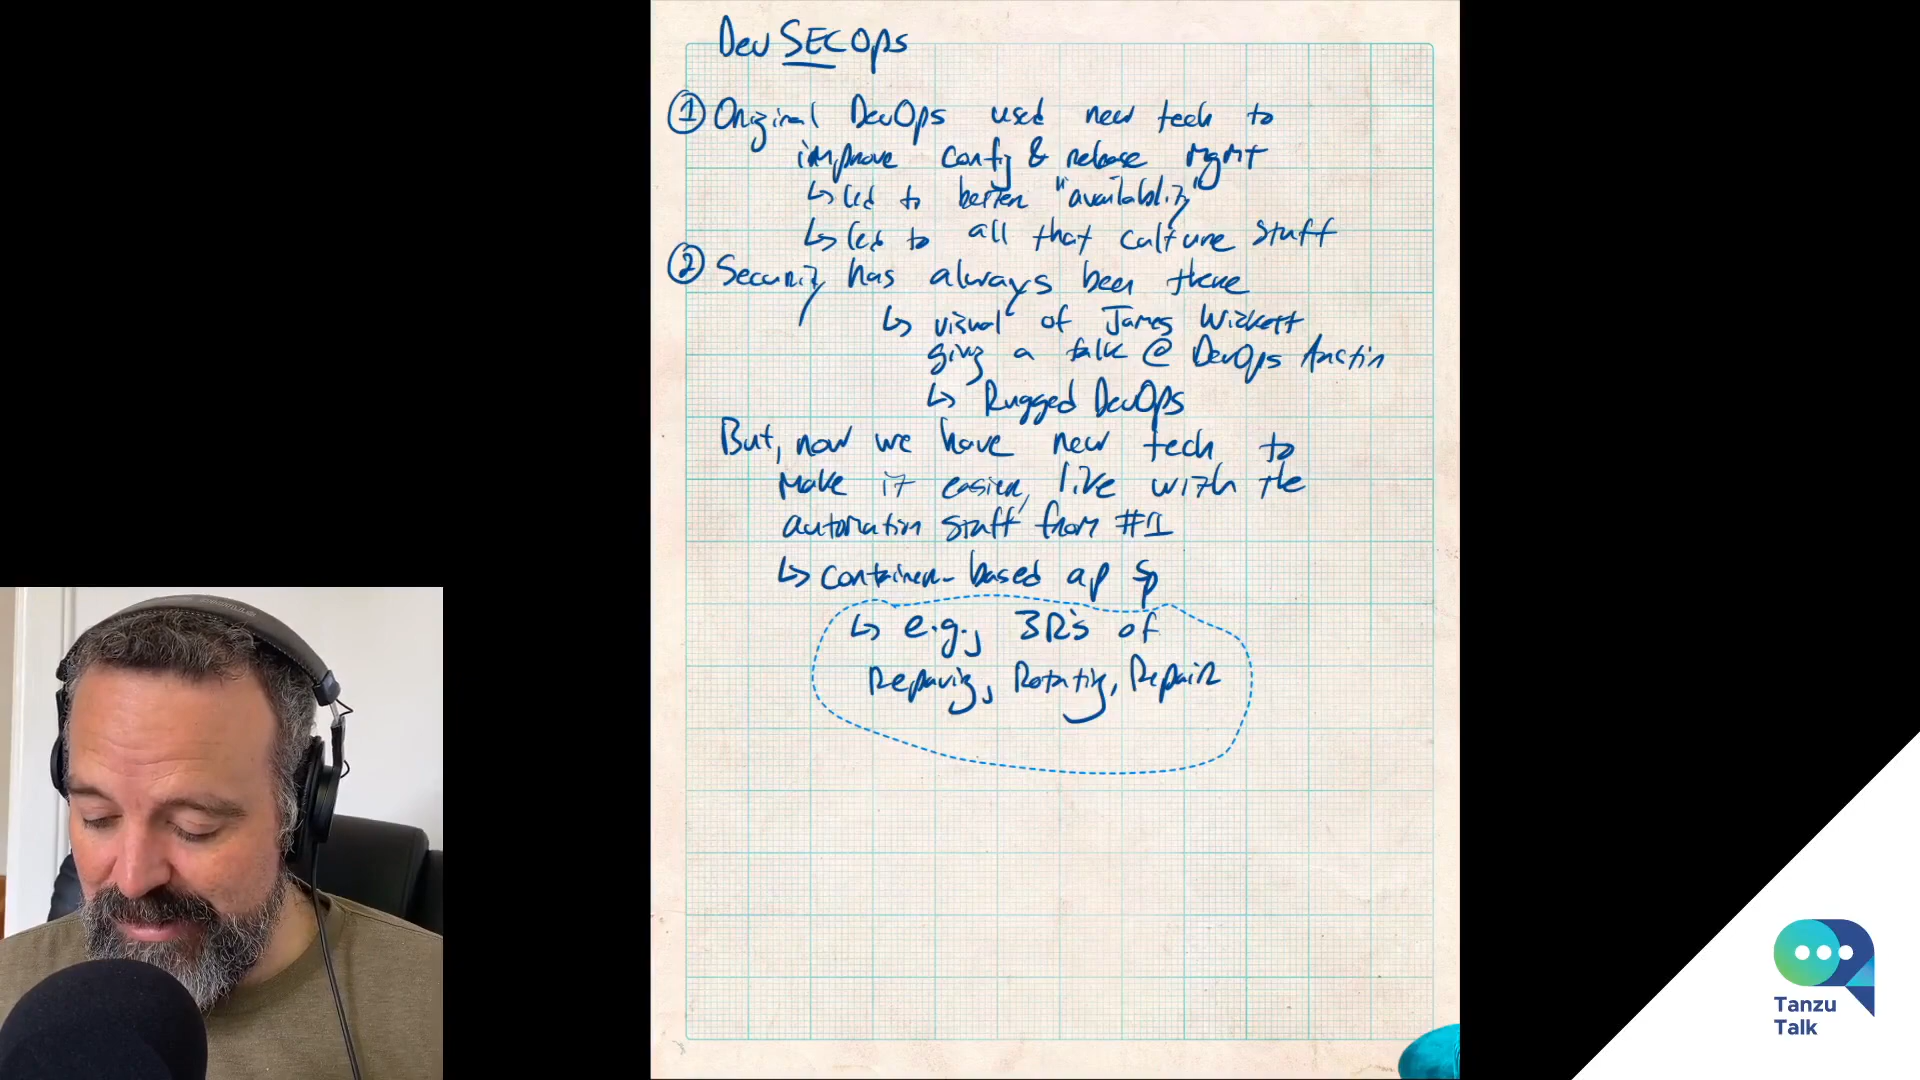 DevSECOps
① Original DevOps used new tech to
improve config & release mgmt
↳ led to better "availability"
↳ led to all that culture stuff
② Security has always been there
↳ visual of James Wickett
giving a talk @ DevOps Austin
↳ Rugged DevOps
But, now we have new tech to
make it easier, like with the
automation stuff from #1
↳ container-based ap sp
↳ e.g., 3R's of
Repaving, Rotating, Repair
Tanzu
Talk